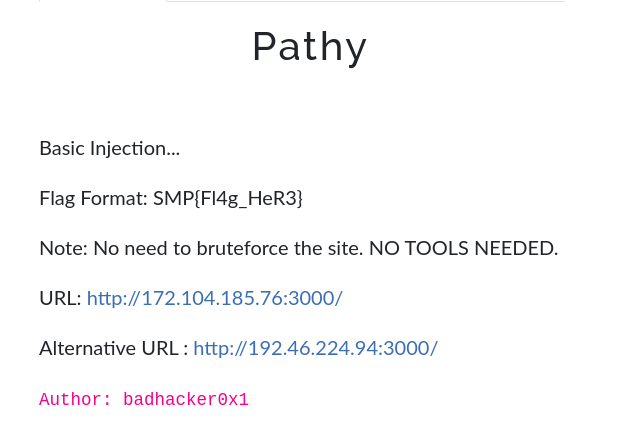 Pathy
Basic Injection...
Flag Format: SMP{Fl4g_HeR3}
Note: No need to bruteforce the site. NO TOOLS NEEDED.
URL: http://172.104.185.76:3000/
Alternative URL : http://192.46.224.94:3000/
Author: badhacker0x1